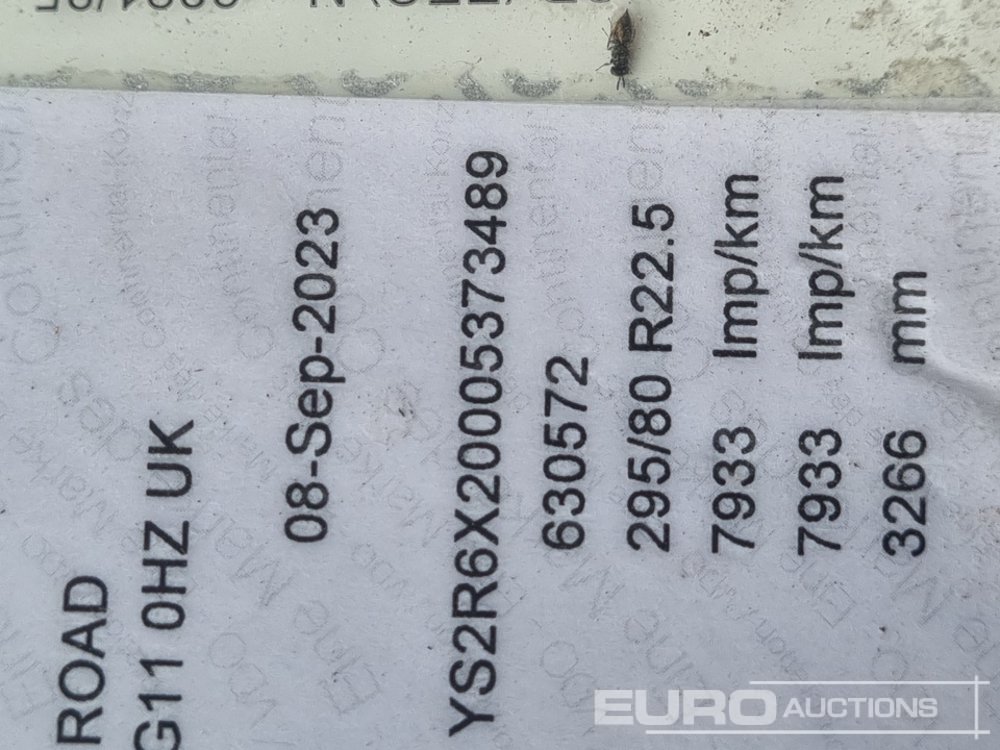 ROAD
G11 0HZ UK
08-Sep-2023
YS2R6X20005373489
630572
295/80 R22.5
7933 Imp/km
7933 Imp/km
3266 mm
EURO AUCTIONS